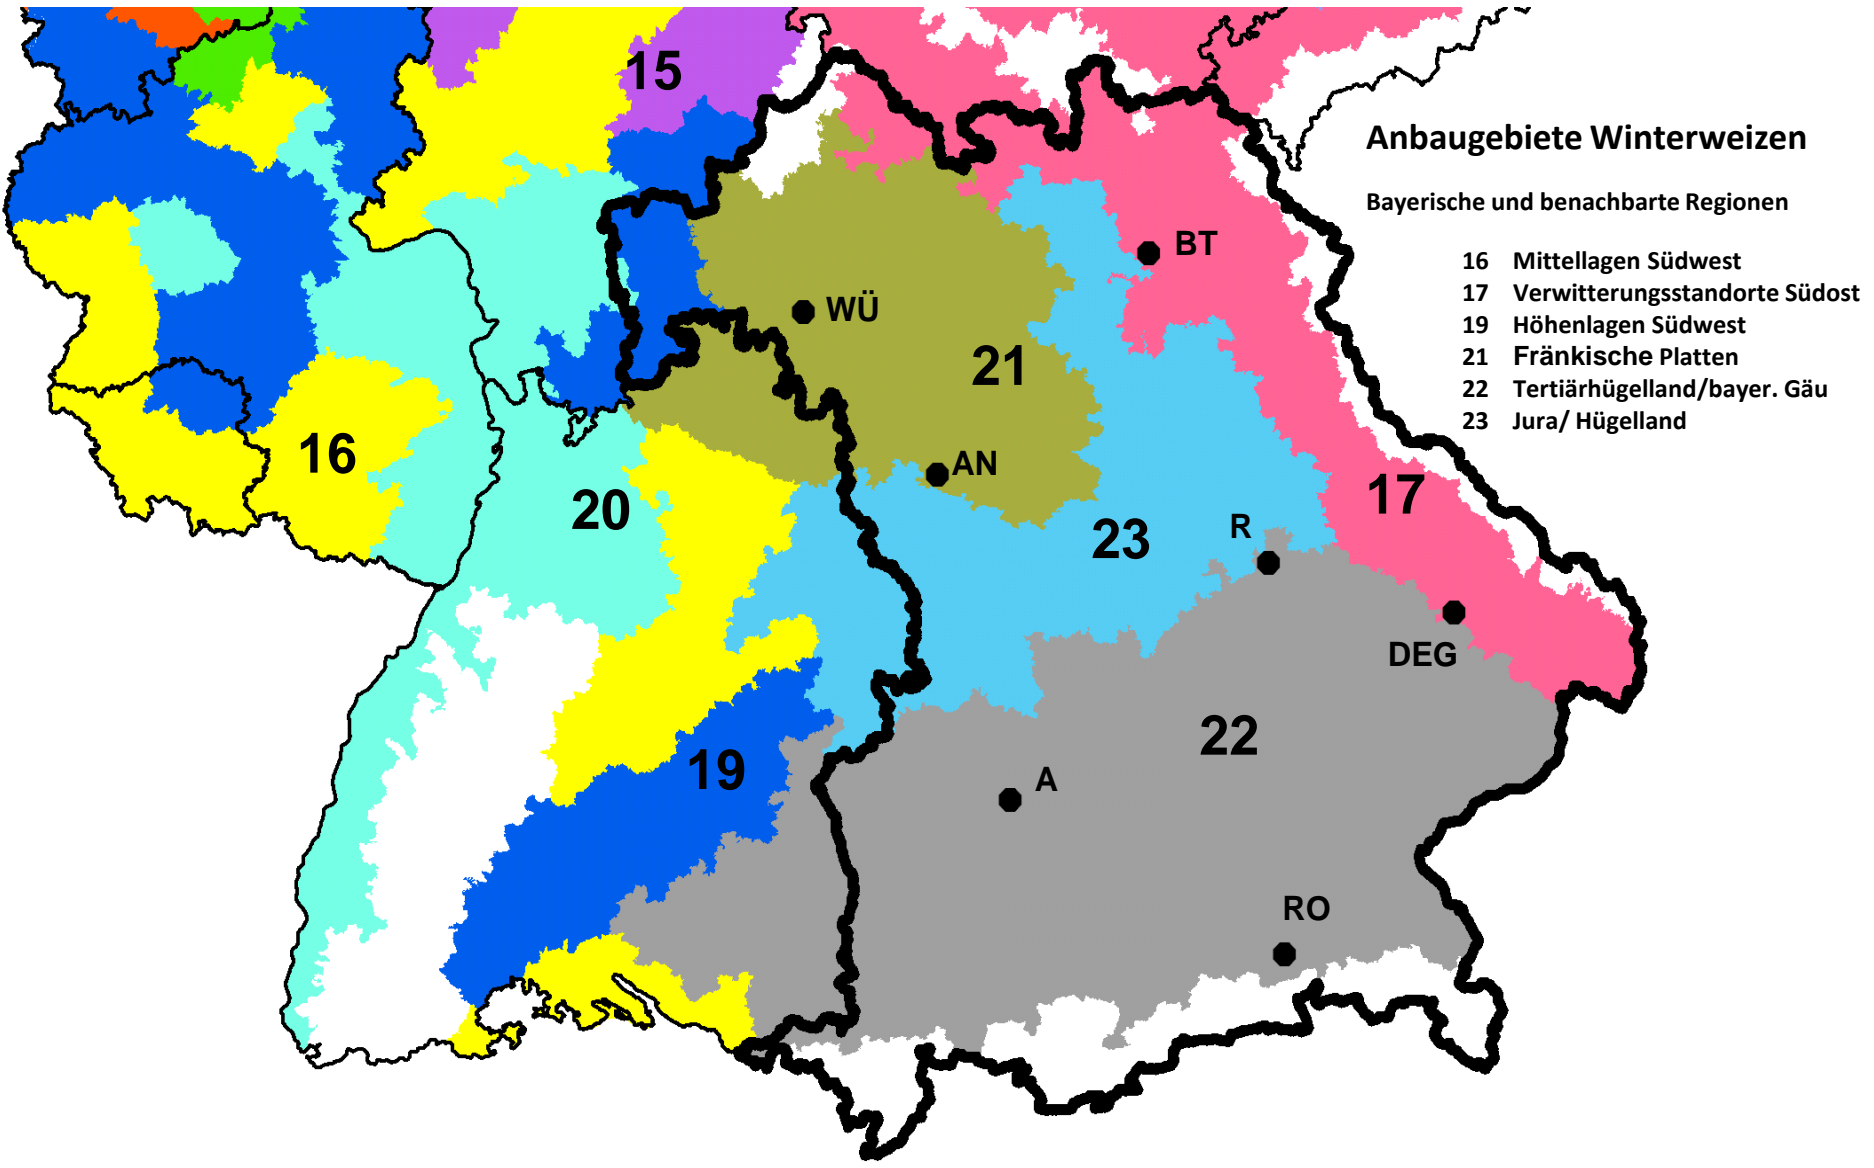 15
Anbaugebiete Winterweizen
Bayerische und benachbarte Regionen
16 Mittellagen Südwest
17 Verwitterungsstandorte Südost
19 Höhenlagen Südwest
21 Fränkische Platten
22 Tertiärhügelland/bayer. Gäu
23 Jura/ Hügelland
BT
WÜ
21
16
AN
17
20
R
23
DEG
22
19
A
RO